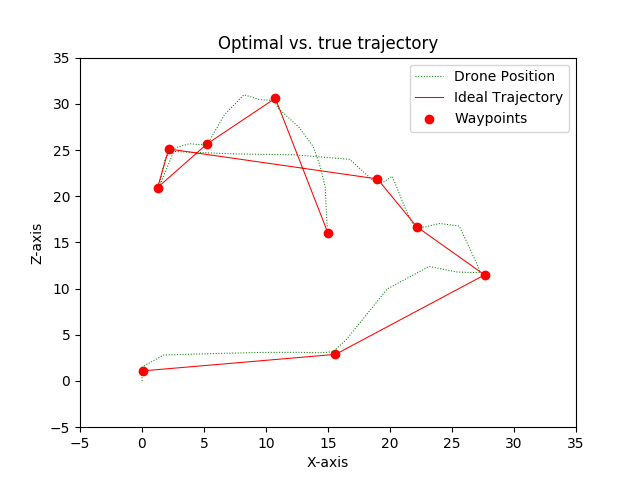 Optimal vs. true trajectory
Drone Position
Ideal Trajectory
Waypoints
35
30
25
20
15
10
5
0
−5
Z-axis
−5 0 5 10 15 20 25 30 35
X-axis